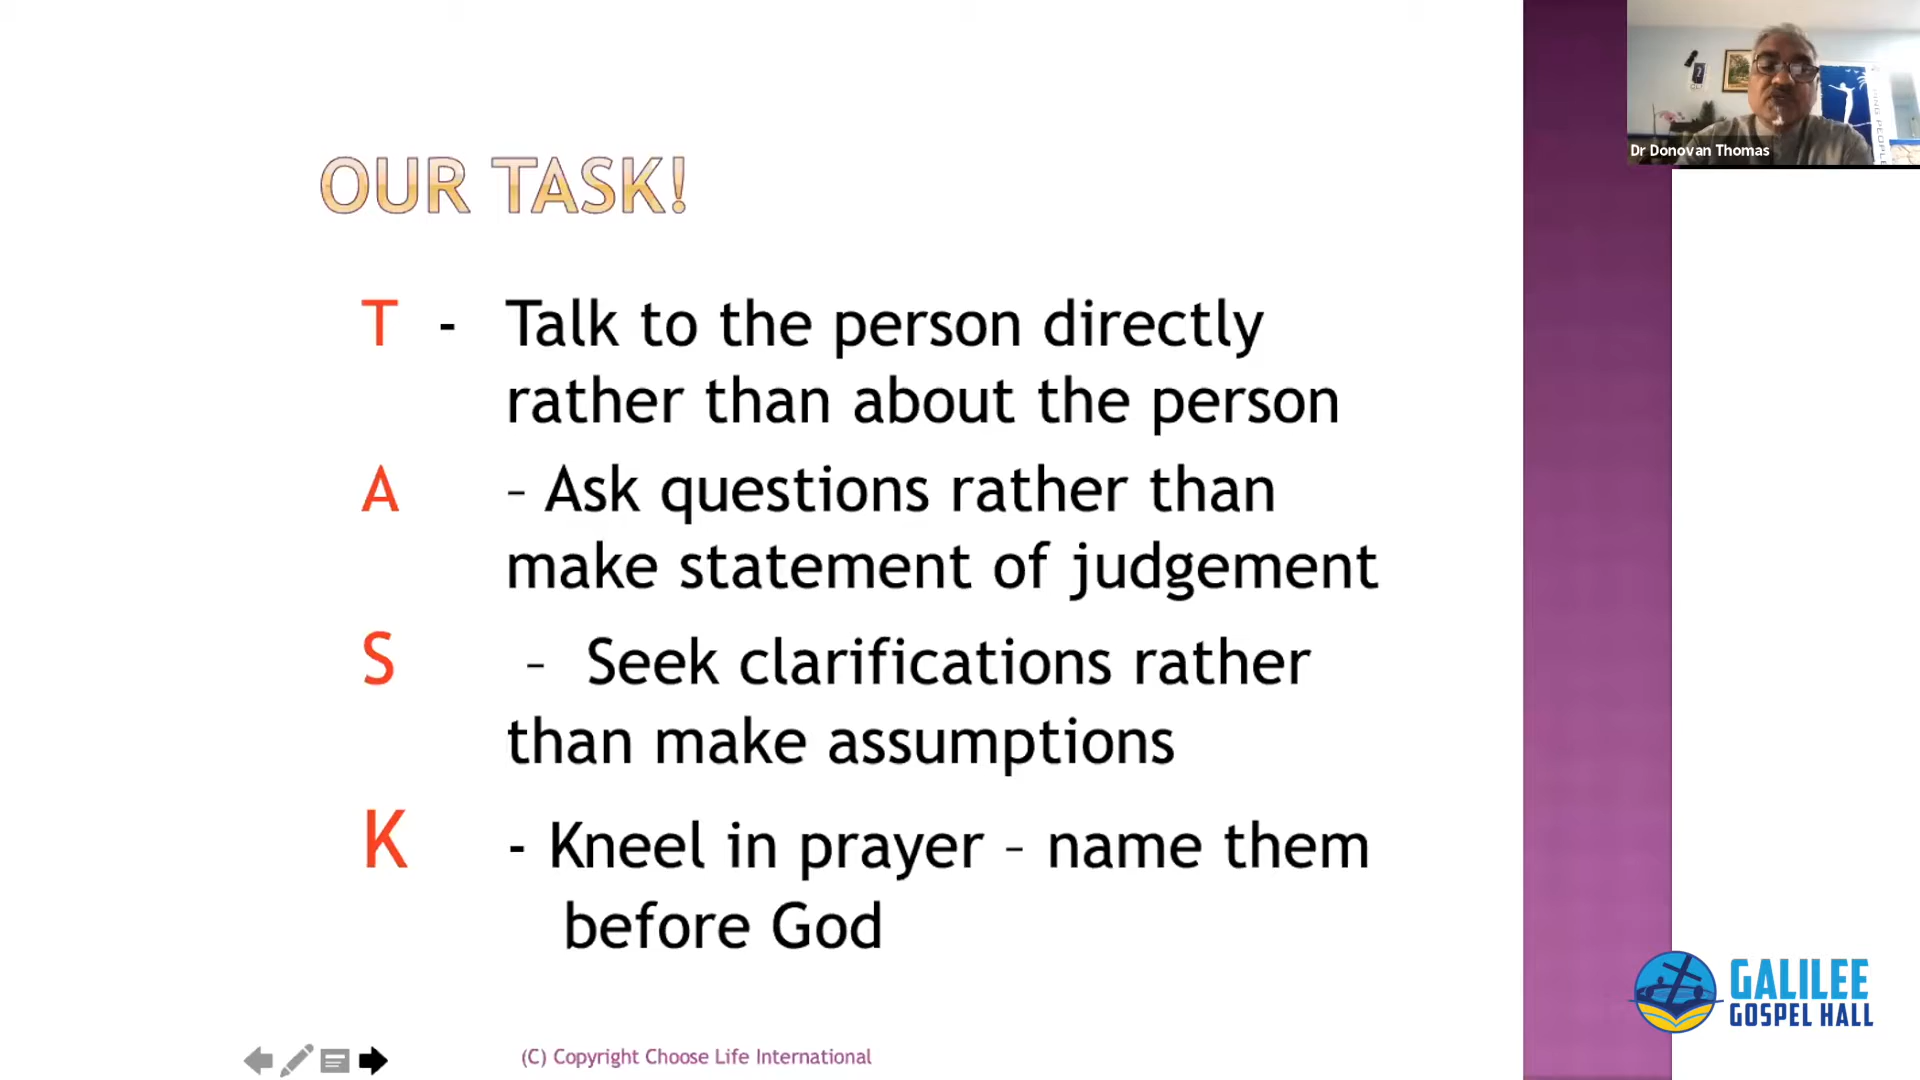 Dr Donovan Thomas
OUR TASK!
T - Talk to the person directly
rather than about the person
A – Ask questions rather than
make statement of judgement
S – Seek clarifications rather
than make assumptions
K - Kneel in prayer – name them
before God
(C) Copyright Choose Life International
GALILEE
GOSPEL HALL